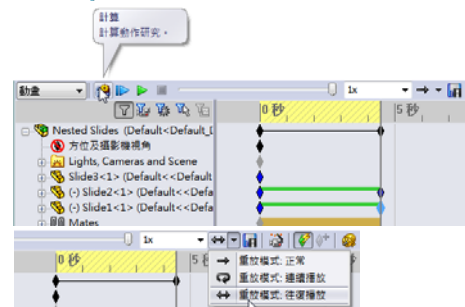 計算
計算動作研究。
動畫
1x
0 秒
5 秒
Nested Slides (Default<Default_D
方位及攝影機視角
Lights, Cameras and Scene
Slide3<1> (Default<<Default
(-) Slide2<1> (Default<<Defa
(-) Slide1<1> (Default<<Defa
Mates
1x
0 秒
5
重放模式: 正常
重放模式: 連續播放
重放模式: 往復播放